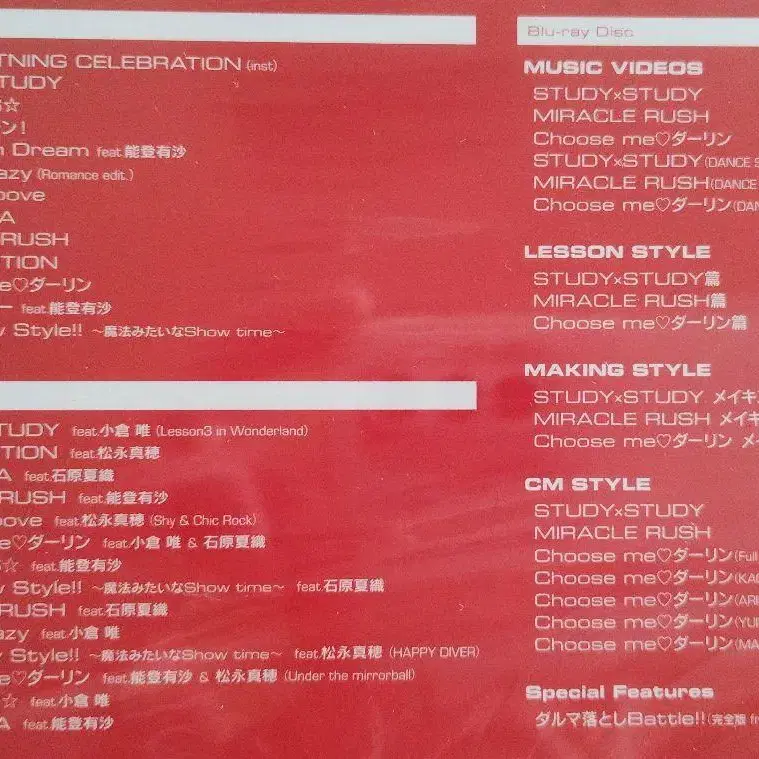 TNING CELEBRATION (inst)
TUDY
☆
ン!
Dream feat.能登有沙
azy (Romance edit.)
oove
A
RUSH
TION
e♡ダーリン
ー feat.能登有沙
Style!! ～魔法みたいなShow time～
TUDY feat.小倉 唯 (Lesson3 in Wonderland)
TION feat.松永真穂
A feat.石原夏織
RUSH feat.能登有沙
oove feat.松永真穂 (Shy & Chic Rock)
e♡ダーリン feat.小倉 唯 & 石原夏織
☆ feat.能登有沙
Style!! ～魔法みたいなShow time～ feat.石原夏織
RUSH feat.石原夏織
azy feat.小倉 唯
Style!! ～魔法みたいなShow time～ feat.松永真穂 (HAPPY DIVER)
e♡ダーリン feat.能登有沙 & 松永真穂 (Under the mirrorball)
☆ feat.小倉 唯
A feat.能登有沙
Blu-ray Disc
MUSIC VIDEOS
STUDY×STUDY
MIRACLE RUSH
Choose me♡ダーリン
STUDY×STUDY(DANCE S
MIRACLE RUSH(DANCE
Choose me♡ダーリン(DAN
LESSON STYLE
STUDY×STUDY篇
MIRACLE RUSH篇
Choose me♡ダーリン篇
MAKING STYLE
STUDY×STUDY メイキ
MIRACLE RUSH メイキ
Choose me♡ダーリン メイ
CM STYLE
STUDY×STUDY
MIRACLE RUSH
Choose me♡ダーリン(Full
Choose me♡ダーリン(KAO
Choose me♡ダーリン(ARI
Choose me♡ダーリン(YUI
Choose me♡ダーリン(MA
Special Features
ダルマ落としBattle!!(完全版 fr